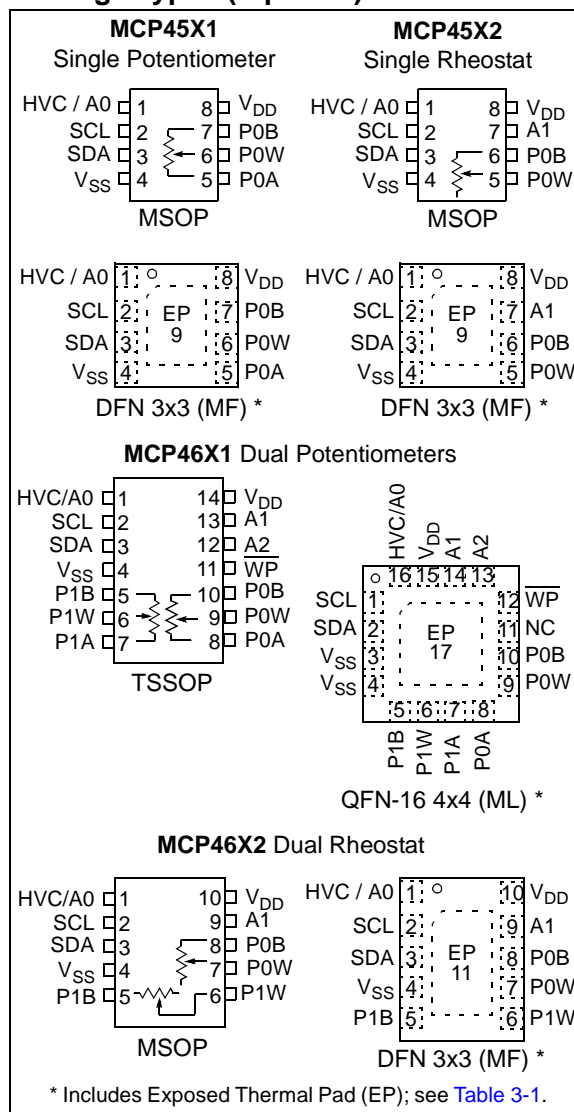 MCP45X1
Single Potentiometer
HVC / A0 1 8 VDD
SCL 2 7 P0B
SDA 3 6 P0W
VSS 4 5 P0A
MSOP
MCP45X2
Single Rheostat
HVC / A0 1 8 VDD
SCL 2 7 A1
SDA 3 6 P0B
VSS 4 5 P0W
MSOP
HVC / A0 1 8 VDD
SCL 2 EP 7 P0B
SDA 3 9 6 P0W
VSS 4 5 P0A
DFN 3x3 (MF) *
HVC / A0 1 8 VDD
SCL 2 EP 7 A1
SDA 3 9 6 P0B
VSS 4 5 P0W
DFN 3x3 (MF) *
MCP46X1 Dual Potentiometers
HVC/A0 1 14 VDD
SCL 2 13 A1
SDA 3 12 A2
VSS 4 11 WP
P1B 5 10 P0B
P1W 6 9 P0W
P1A 7 8 P0A
TSSOP
HVC/A0 VDD A1 A2
16 15 14 13
SCL 1 12 WP
SDA 2 EP 11 NC
VSS 3 17 10 P0B
VSS 4 9 P0W
5 6 7 8
P1B P1W P1A P0A
QFN-16 4x4 (ML) *
MCP46X2 Dual Rheostat
HVC/A0 1 10 VDD
SCL 2 9 A1
SDA 3 8 P0B
VSS 4 7 P0W
P1B 5 6 P1W
MSOP
HVC / A0 1 10 VDD
SCL 2 9 A1
SDA 3 EP 8 P0B
VSS 4 11 7 P0W
P1B 5 6 P1W
DFN 3x3 (MF) *
* Includes Exposed Thermal Pad (EP); see Table 3-1.